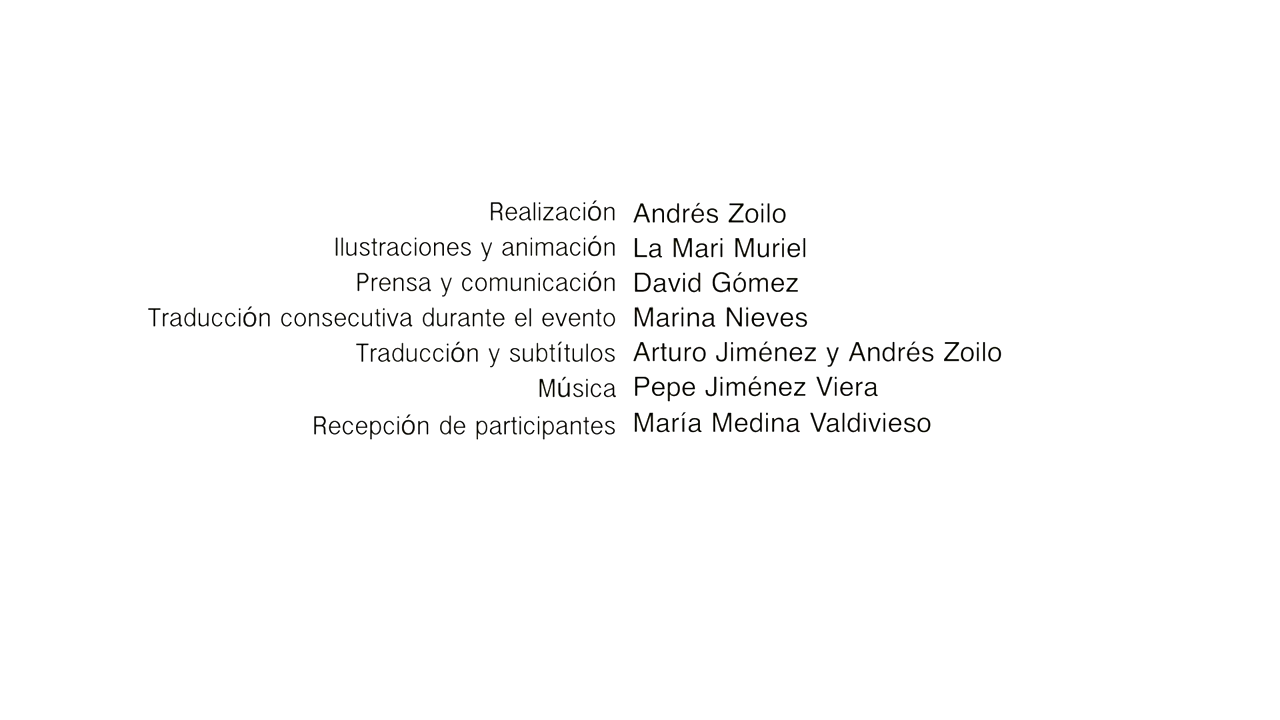 Realización Andrés Zoilo
Ilustraciones y animación La Mari Muriel
Prensa y comunicación David Gómez
Traducción consecutiva durante el evento Marina Nieves
Traducción y subtítulos Arturo Jiménez y Andrés Zoilo
Música Pepe Jiménez Viera
Recepción de participantes María Medina Valdivieso